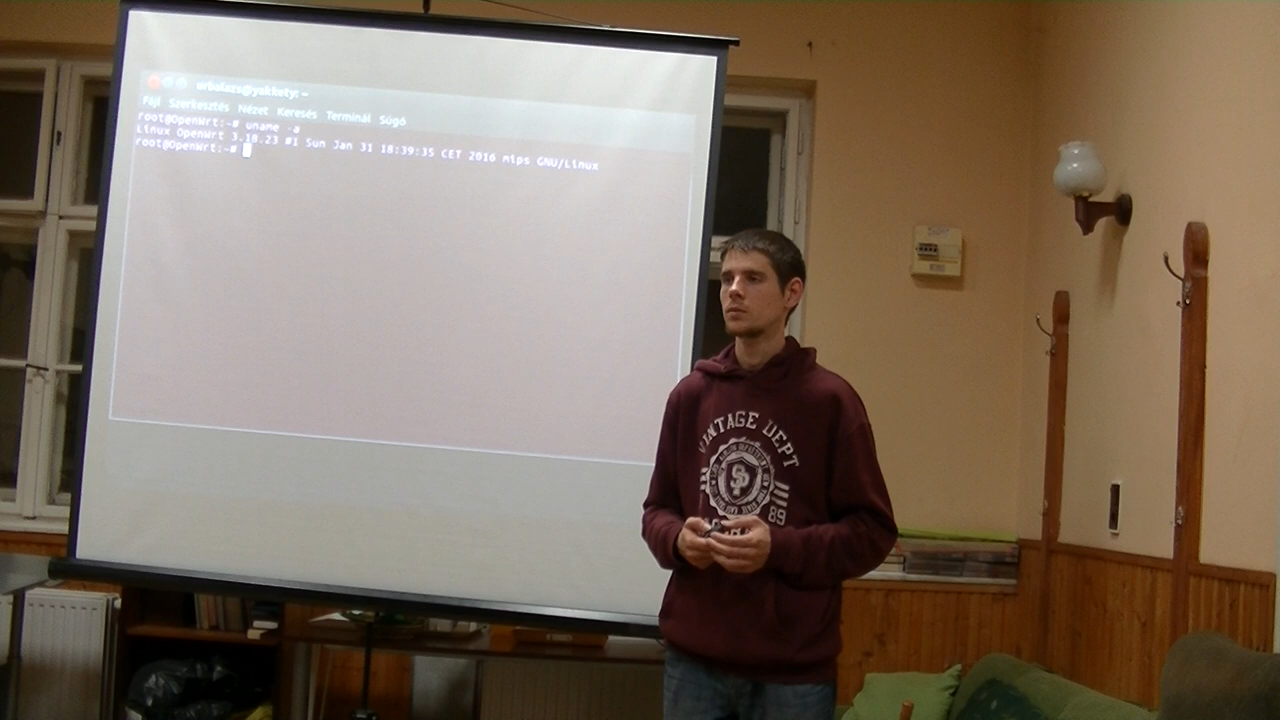 urbalazs@yakkety: ~
Fájl Szerkesztés Nézet Keresés Terminál Súgó
root@OpenWrt:~# uname -a
Linux OpenWrt 3.18.23 #1 Sun Jan 31 18:39:35 CET 2016 mips GNU/Linux
root@OpenWrt:~#
VINTAGE DEPT
89